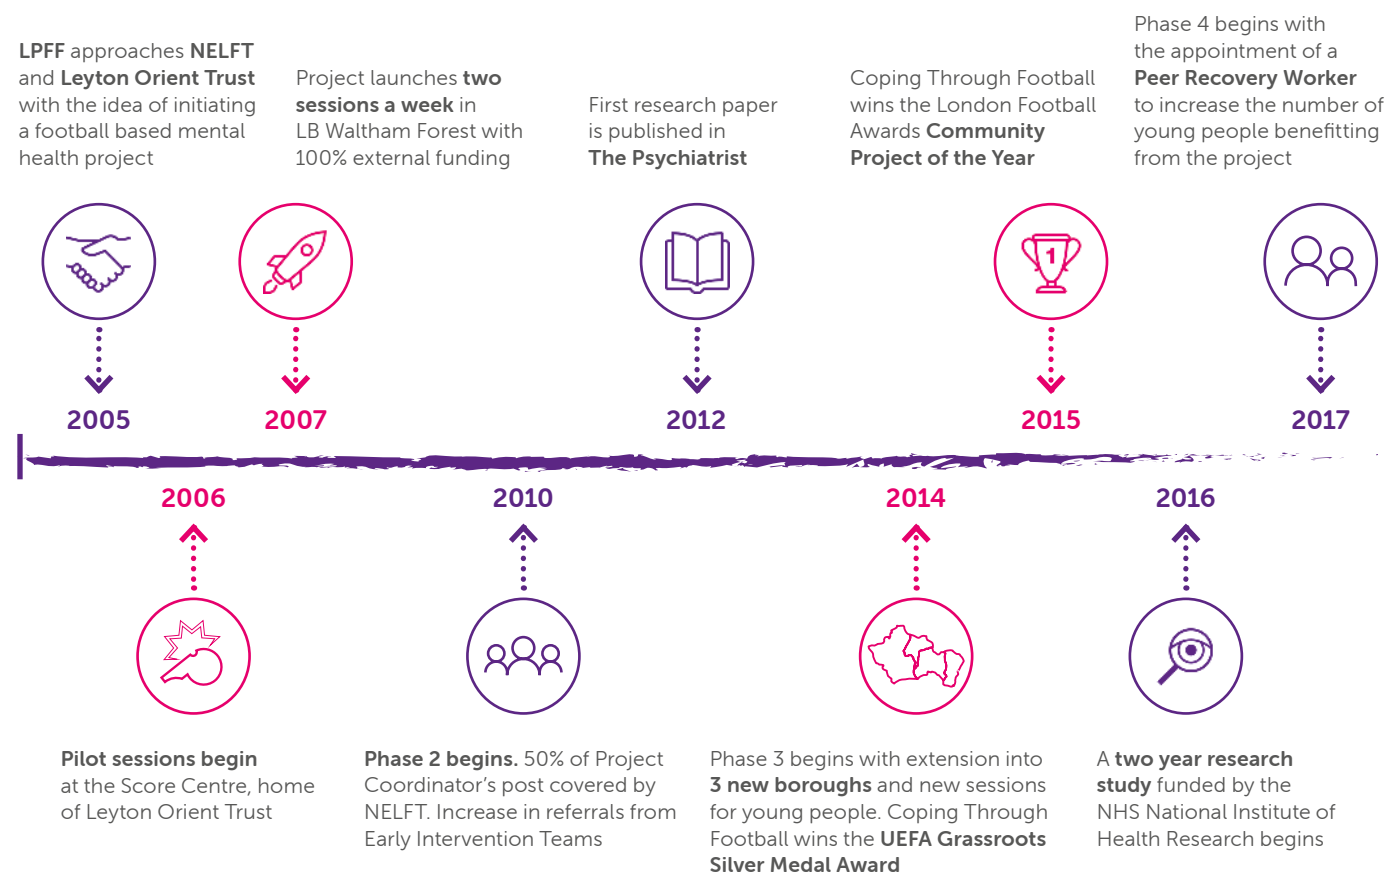 LPFF approaches NELFT
and Leyton Orient Trust
with the idea of initiating
a football based mental
health project
Project launches two
sessions a week in
LB Waltham Forest with
100% external funding
First research paper
is published in
The Psychiatrist
Coping Through Football
wins the London Football
Awards Community
Project of the Year
Phase 4 begins with
the appointment of a
Peer Recovery Worker
to increase the number of
young people benefitting
from the project
1
2005
2007
2012
2015
2017
2006
2010
2014
2016
Pilot sessions begin
at the Score Centre, home
of Leyton Orient Trust
Phase 2 begins. 50% of Project
Coordinator’s post covered by
NELFT. Increase in referrals from
Early Intervention Teams
Phase 3 begins with extension into
3 new boroughs and new sessions
for young people. Coping Through
Football wins the UEFA Grassroots
Silver Medal Award
A two year research
study funded by the
NHS National Institute of
Health Research begins